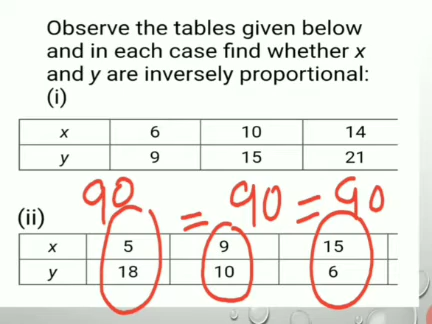 Observe the tables given below
and in each case find whether x
and y are inversely proportional:
(i)
x 6 10 14
y 9 15 21
90 = 90 = 90
(ii)
x 5 9 15
y 18 10 6